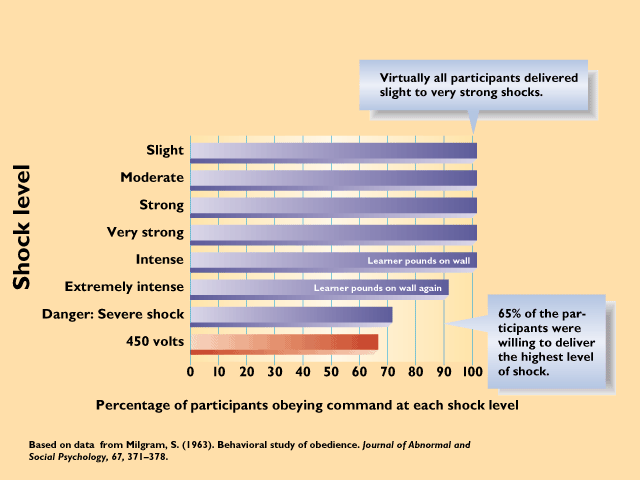 Virtually all participants delivered
slight to very strong shocks.
Shock level
Slight
Moderate
Strong
Very strong
Intense
Learner pounds on wall
Extremely intense
Learner pounds on wall again
Danger: Severe shock
450 volts
65% of the par-
ticipants were
willing to deliver
the highest level
of shock.
0 10 20 30 40 50 60 70 80 90 100
Percentage of participants obeying command at each shock level
Based on data from Milgram, S. (1963). Behavioral study of obedience. Journal of Abnormal and
Social Psychology, 67, 371–378.